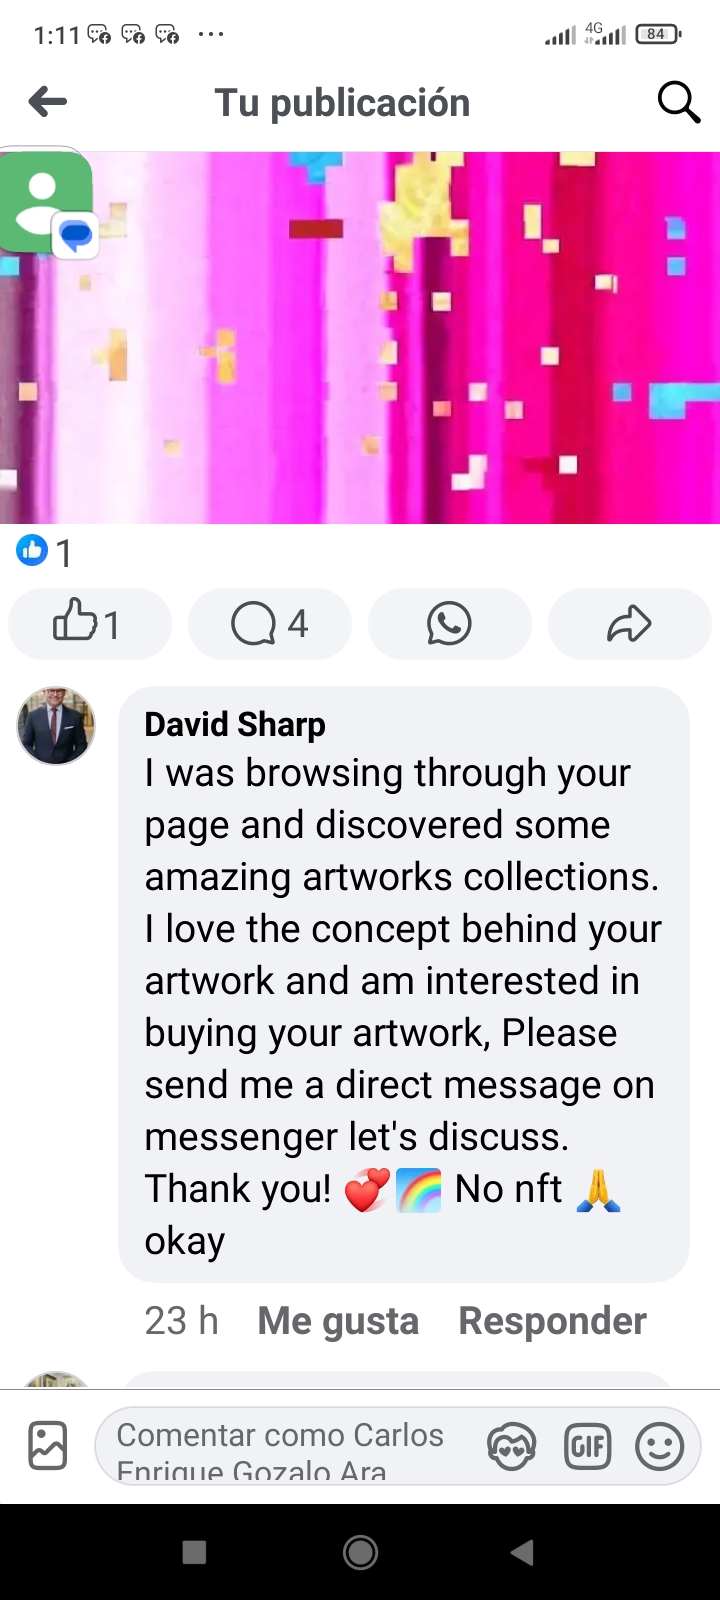 1:11 4G 84
Tu publicación
1
1 4
David Sharp
I was browsing through your
page and discovered some
amazing artworks collections.
I love the concept behind your
artwork and am interested in
buying your artwork, Please
send me a direct message on
messenger let's discuss.
Thank you! 💞🌈 No nft 🙏
okay
23 h Me gusta Responder
Comentar como Carlos GIF
Enrique Gozalo Ara